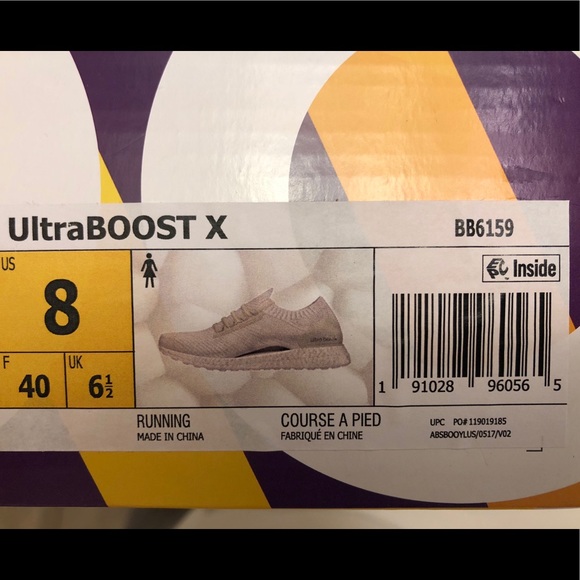 UltraBOOST X
BB6159
US
8
F
40
UK
6½
Inside
1 91028 96056 5
RUNNING
MADE IN CHINA
COURSE A PIED
FABRIQUÉ EN CHINE
UPC PO# 119019185
ABSBOOYLUS/0517/V02